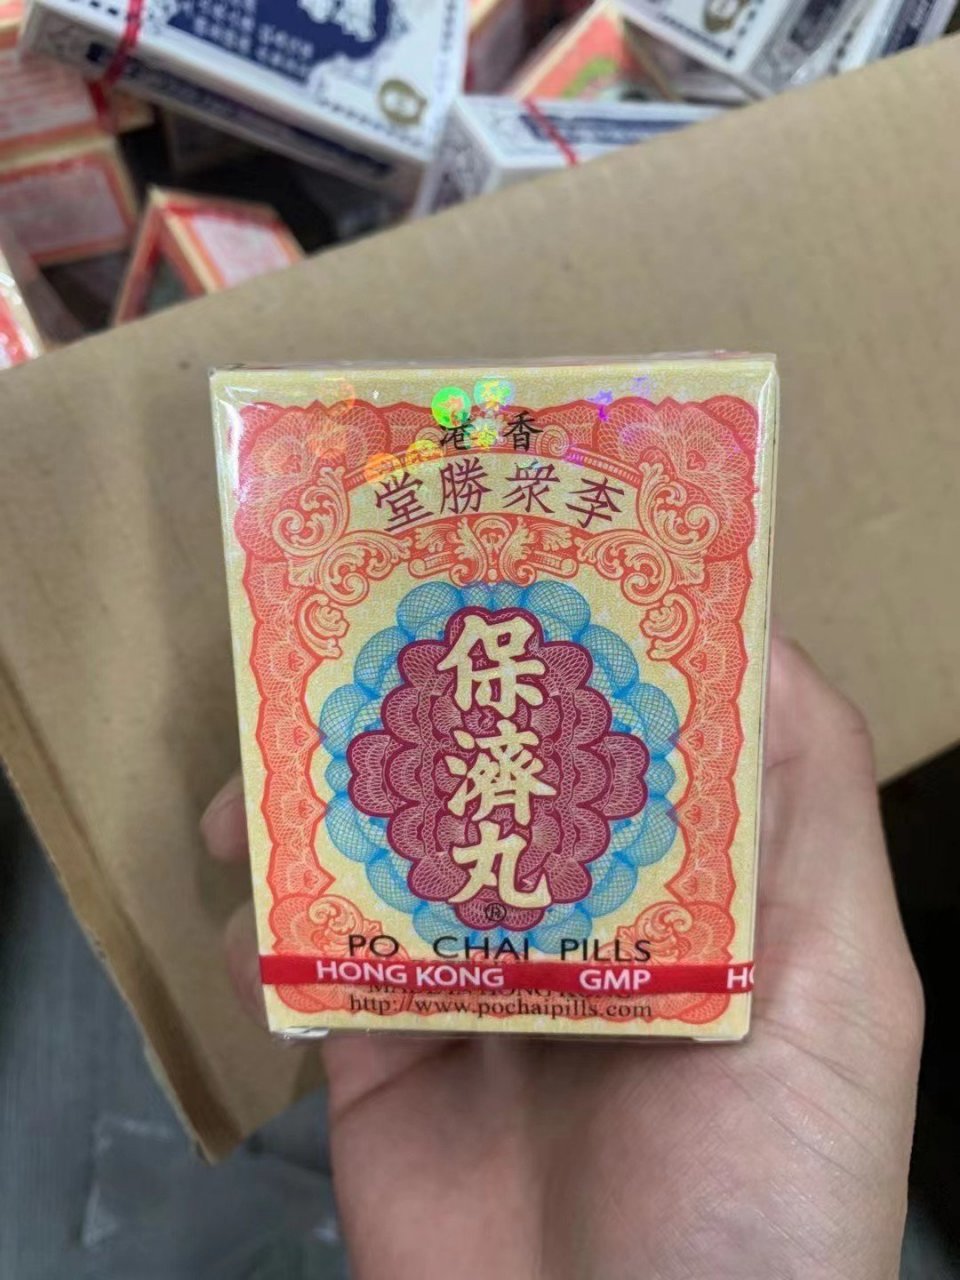 香港
李眾勝堂
保濟丸
®
PO CHAI PILLS
HONG KONG GMP
http://www.pochaipills.com